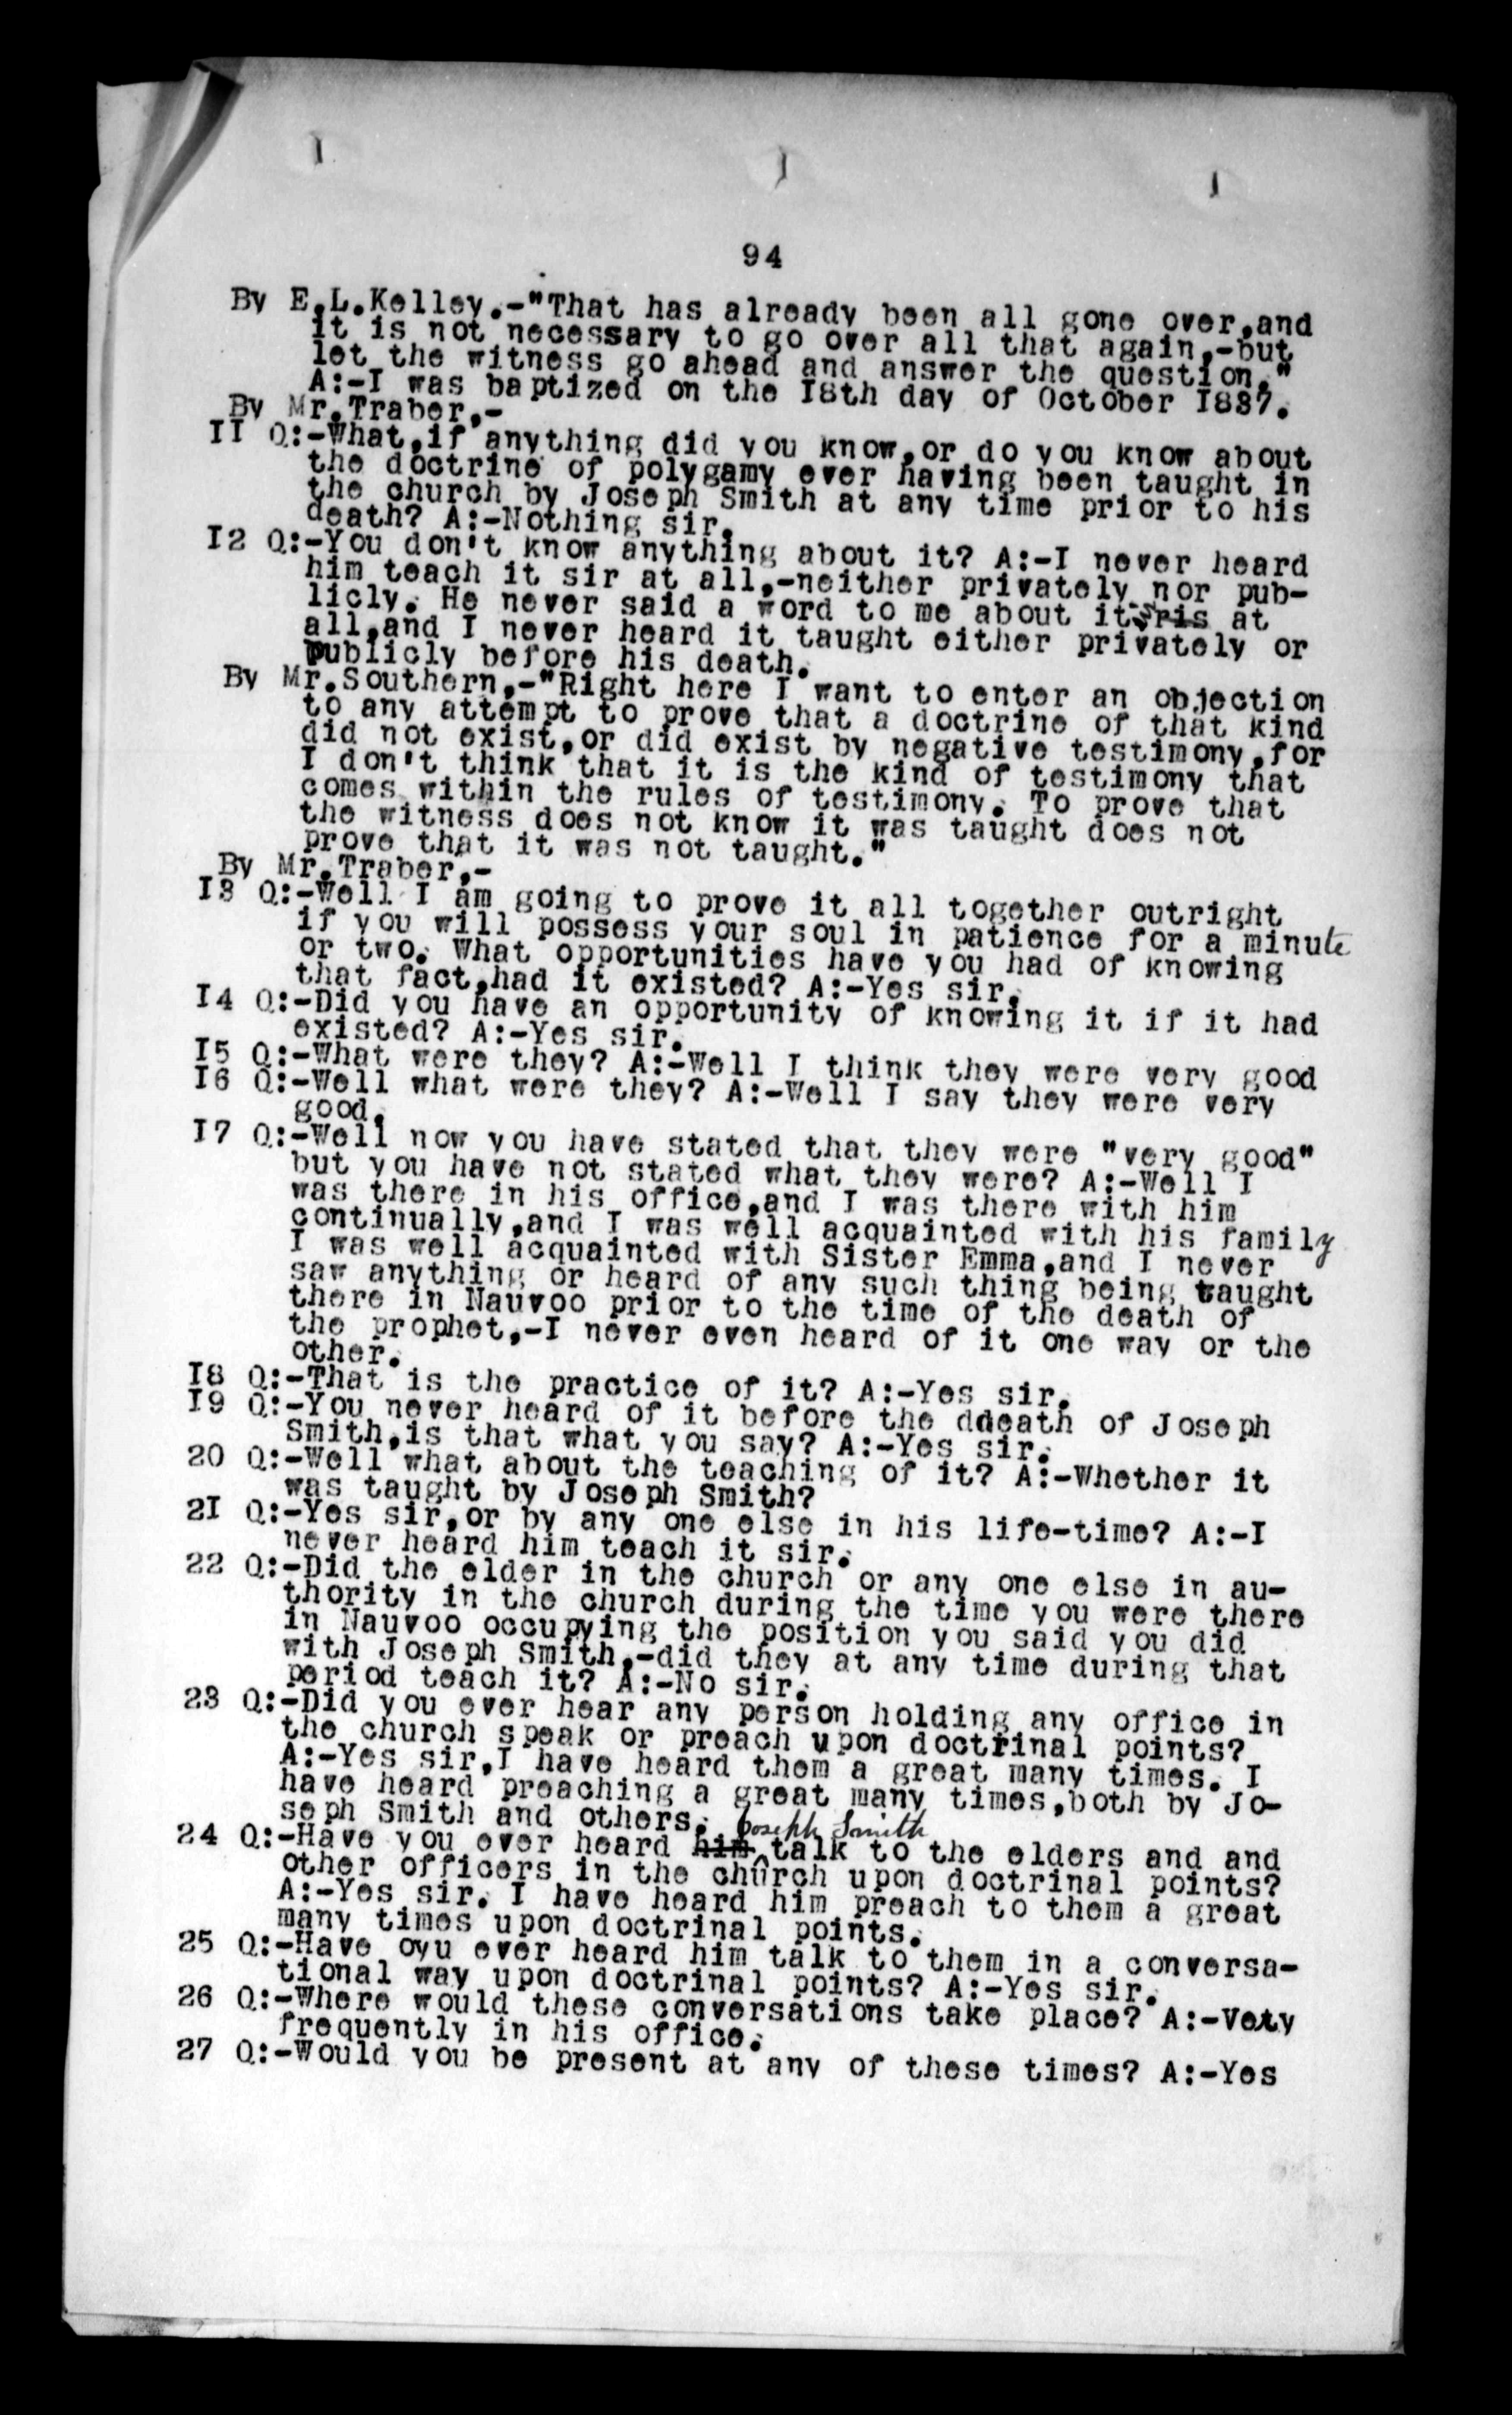 94
By E.L.Kelley.-"That has already been all gone over,and
it is not necessary to go over all that again,-but
let the witness go ahead and answer the question."
A:-I was baptized on the I8th day of October I837.
By Mr.Traber,-
II Q:-What,if anything did you know,or do you know about
the doctrine of polygamy ever having been taught in
the church by Joseph Smith at any time prior to his
death? A:-Nothing sir.
I2 Q:-You don't know anything about it? A:-I never heard
him teach it sir at all,-neither privately nor pub-
licly. He never said a word to me about it at
all,and I never heard it taught either privately or
publicly before his death.
By Mr.Southern,-"Right here I want to enter an objection
to any attempt to prove that a doctrine of that kind
did not exist,or did exist by negative testimony,for
I don't think that it is the kind of testimony that
comes within the rules of testimony. To prove that
the witness does not know it was taught does not
prove that it was not taught."
By Mr.Traber,-
I3 Q:-Well I am going to prove it all together outright
if you will possess your soul in patience for a minute
or two. What opportunities have you had of knowing
that fact,had it existed? A:-Yes sir.
I4 Q:-Did you have an opportunity of knowing it if it had
existed? A:-Yes sir.
I5 Q:-What were they? A:-Well I think they were very good
I6 Q:-Well what were they? A:-Well I say they were very
good.
I7 Q:-Well now you have stated that they were "very good"
but you have not stated what they were? A:-Well I
was there in his office,and I was there with him
continually,and I was well acquainted with his family
I was well acquainted with Sister Emma,and I never
saw anything or heard of any such thing being taught
there in Nauvoo prior to the time of the death of
the prophet,-I never even heard of it one way or the
other.
I8 Q:-That is the practice of it? A:-Yes sir.
I9 Q:-You never heard of it before the ddeath of Joseph
Smith,is that what you say? A:-Yes sir.
20 Q:-Well what about the teaching of it? A:-Whether it
was taught by Joseph Smith?
2I Q:-Yes sir,or by any one else in his life-time? A:-I
never heard him teach it sir.
22 Q:-Did the elder in the church or any one else in au-
thority in the church during the time you were there
in Nauvoo occupying the position you said you did
with Joseph Smith,-did they at any time during that
period teach it? A:-No sir.
23 Q:-Did you ever hear any person holding any office in
the church speak or preach upon doctrinal points?
A:-Yes sir,I have heard them a great many times. I
have heard preaching a great many times,both by Jo-
seph Smith and others.
24 Q:-Have you ever heard him Joseph Smith talk to the elders and and
other officers in the church upon doctrinal points?
A:-Yes sir. I have heard him preach to them a great
many times upon doctrinal points.
25 Q:-Have oyu ever heard him talk to them in a conversa-
tional way upon doctrinal points? A:-Yes sir.
26 Q:-Where would these conversations take place? A:-Very
frequently in his office.
27 Q:-Would you be present at any of these times? A:-Yes